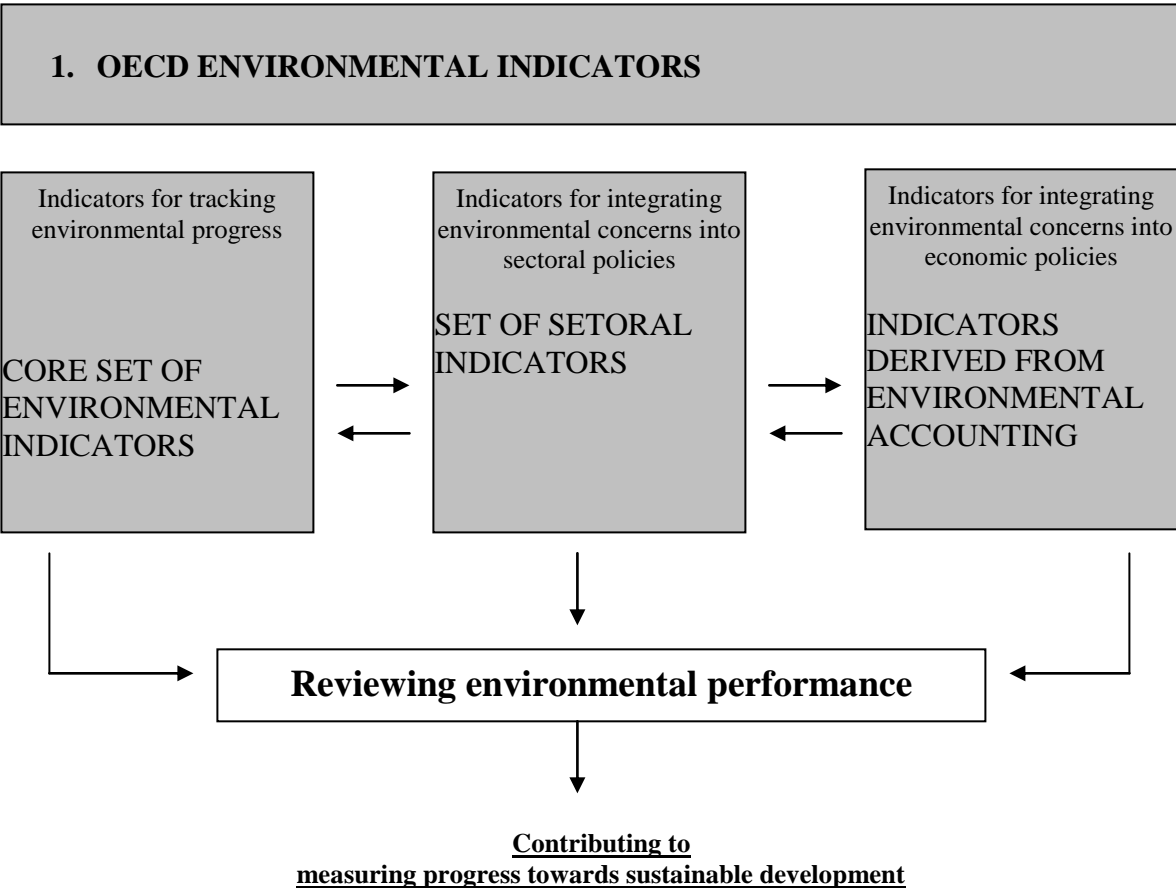 1. OECD ENVIRONMENTAL INDICATORS
Indicators for tracking
environmental progress
CORE SET OF
ENVIRONMENTAL
INDICATORS
Indicators for integrating
environmental concerns into
sectoral policies
SET OF SETORAL
INDICATORS
Indicators for integrating
environmental concerns into
economic policies
INDICATORS
DERIVED FROM
ENVIRONMENTAL
ACCOUNTING
Reviewing environmental performance
Contributing to
measuring progress towards sustainable development